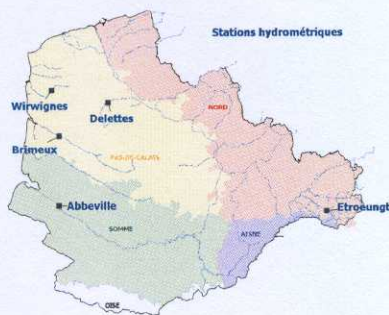 Stations hydrométriques
Wirwignes
Delettes
NORD
Brimeux
PAS-DE-CALAIS
Abbeville
Etroeungt
SOMME
AISNE
OISE